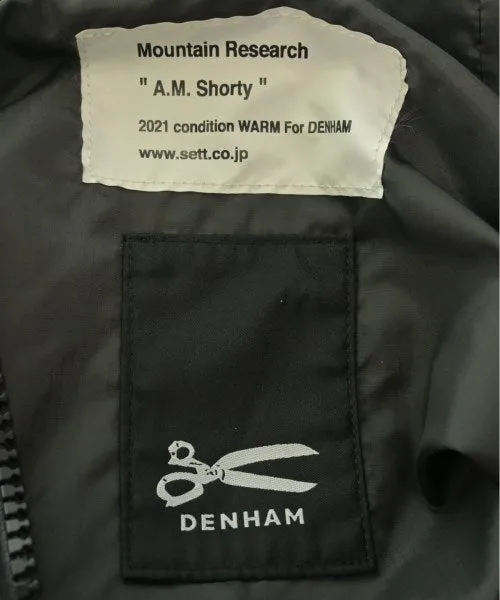 Mountain Research
" A.M. Shorty "
2021 condition WARM For DENHAM
www.sett.co.jp
DENHAM